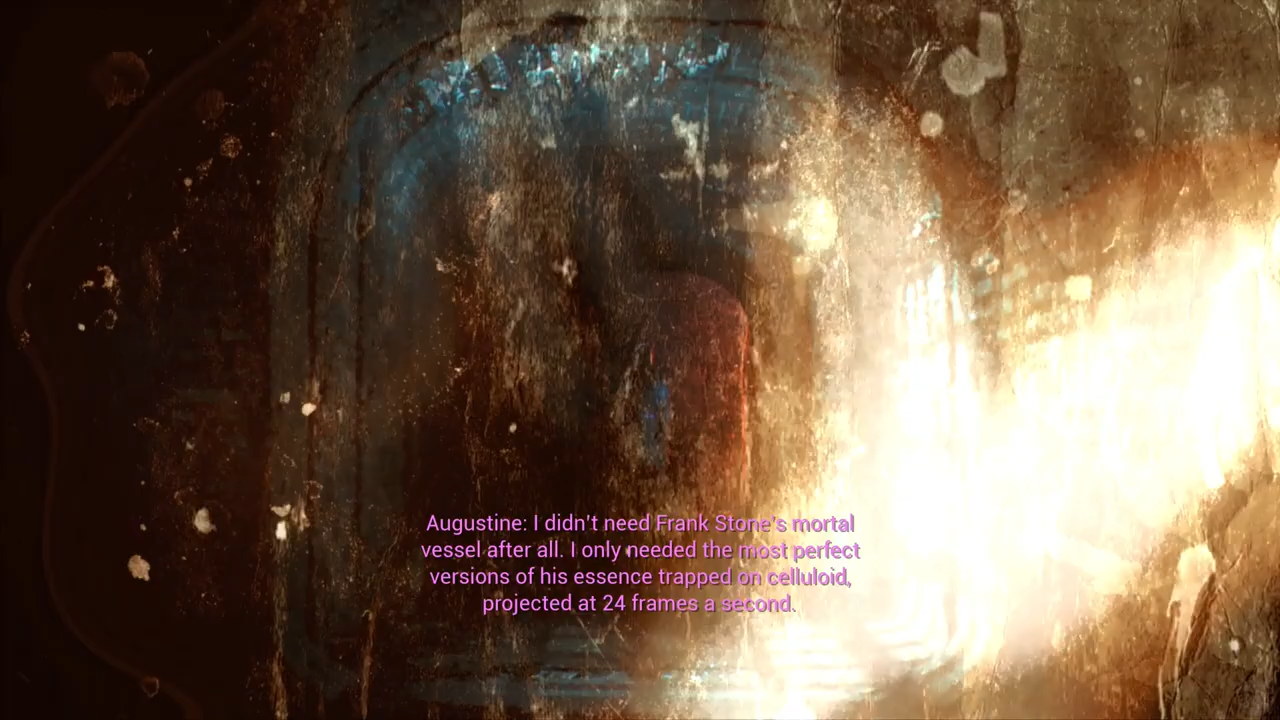 Augustine: I didn't need Frank Stone's mortal
vessel after all. I only needed the most perfect
versions of his essence trapped on celluloid,
projected at 24 frames a second.